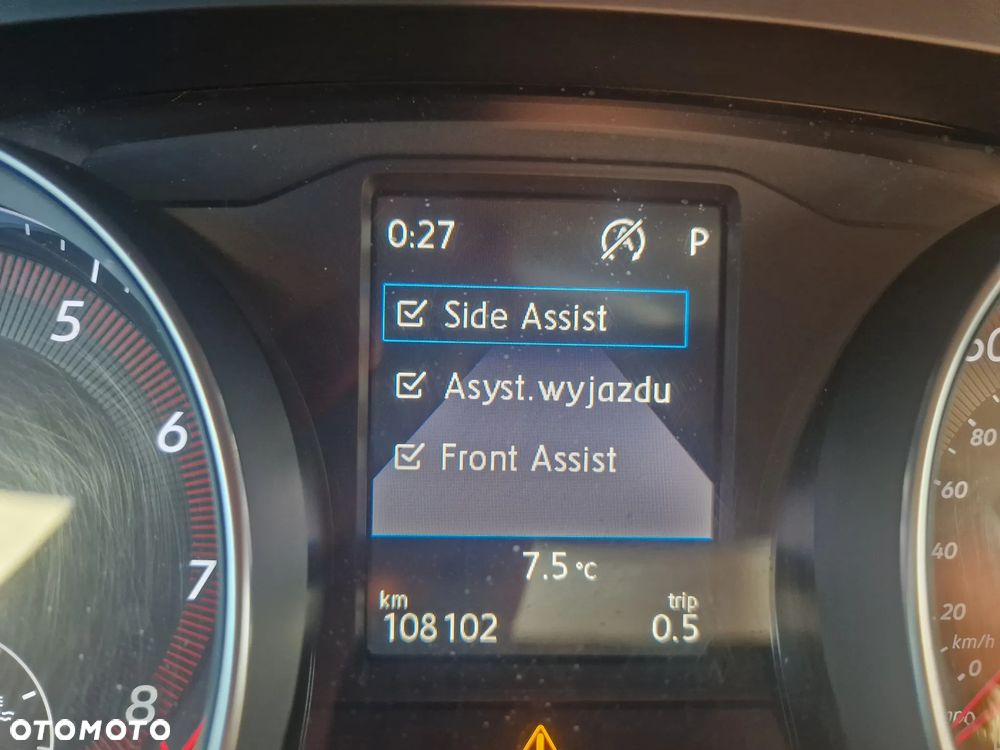 0:27 P
Side Assist
Asyst.wyjazdu
Front Assist
7.5 °C
km trip
108102 0.5
5
6
7
8
80
60
40
20
km/h
0
OTOMOTO